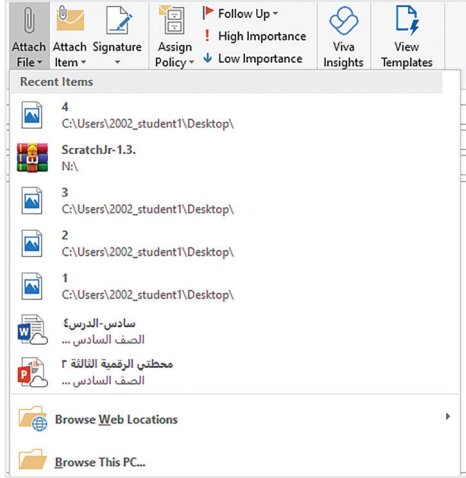 Attach File
Attach Item
Signature
Assign Policy
Follow Up
High Importance
Low Importance
Viva Insights
View Templates
Recent Items
4
C:\Users\2002_student1\Desktop\
ScratchJr-1.3.
N:\
3
C:\Users\2002_student1\Desktop\
2
C:\Users\2002_student1\Desktop\
1
C:\Users\2002_student1\Desktop\
سادس-الدرس٤
الصف السادس ...
محطتي الرقمية الثالثة ٢
الصف السادس ...
Browse Web Locations
Browse This PC...